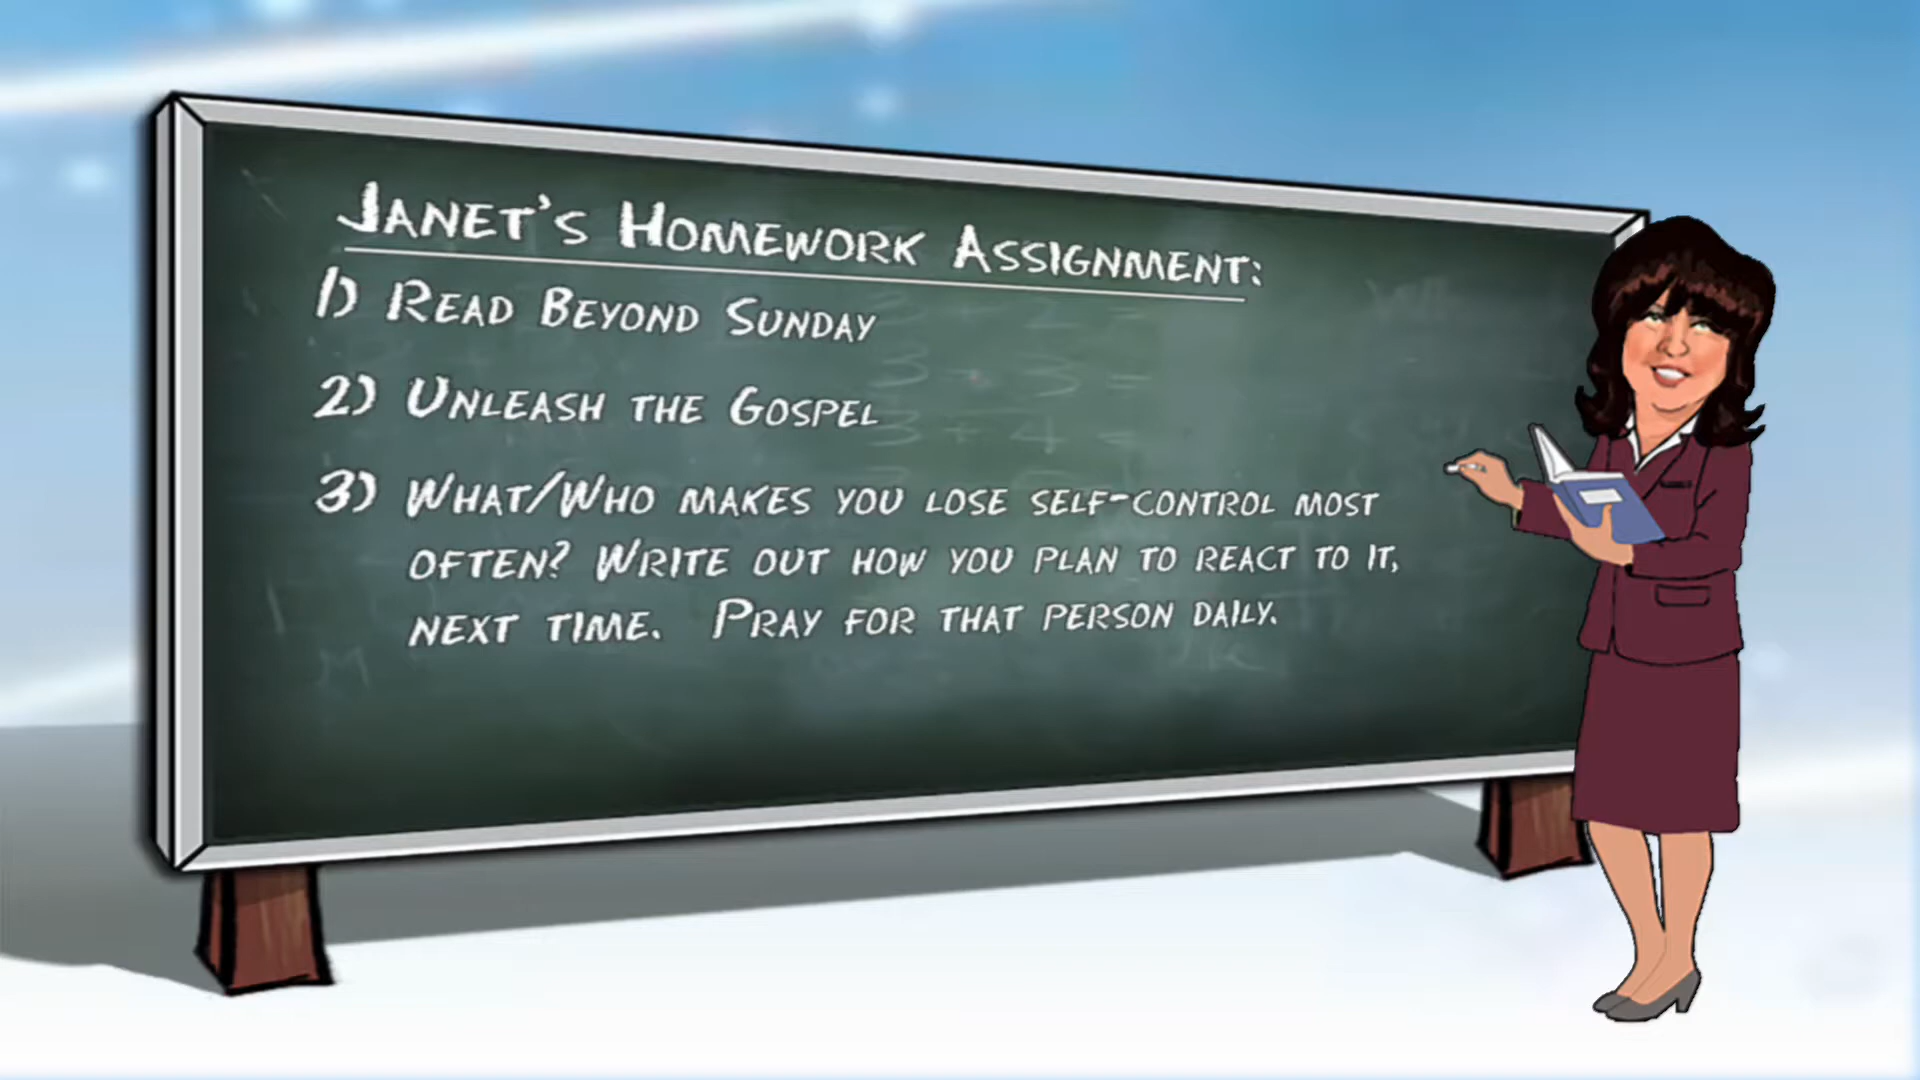 JANET'S HOMEWORK ASSIGNMENT:
1) READ BEYOND SUNDAY
2) UNLEASH THE GOSPEL
3) WHAT/WHO MAKES YOU LOSE SELF-CONTROL MOST
OFTEN? WRITE OUT HOW YOU PLAN TO REACT TO IT,
NEXT TIME. PRAY FOR THAT PERSON DAILY.